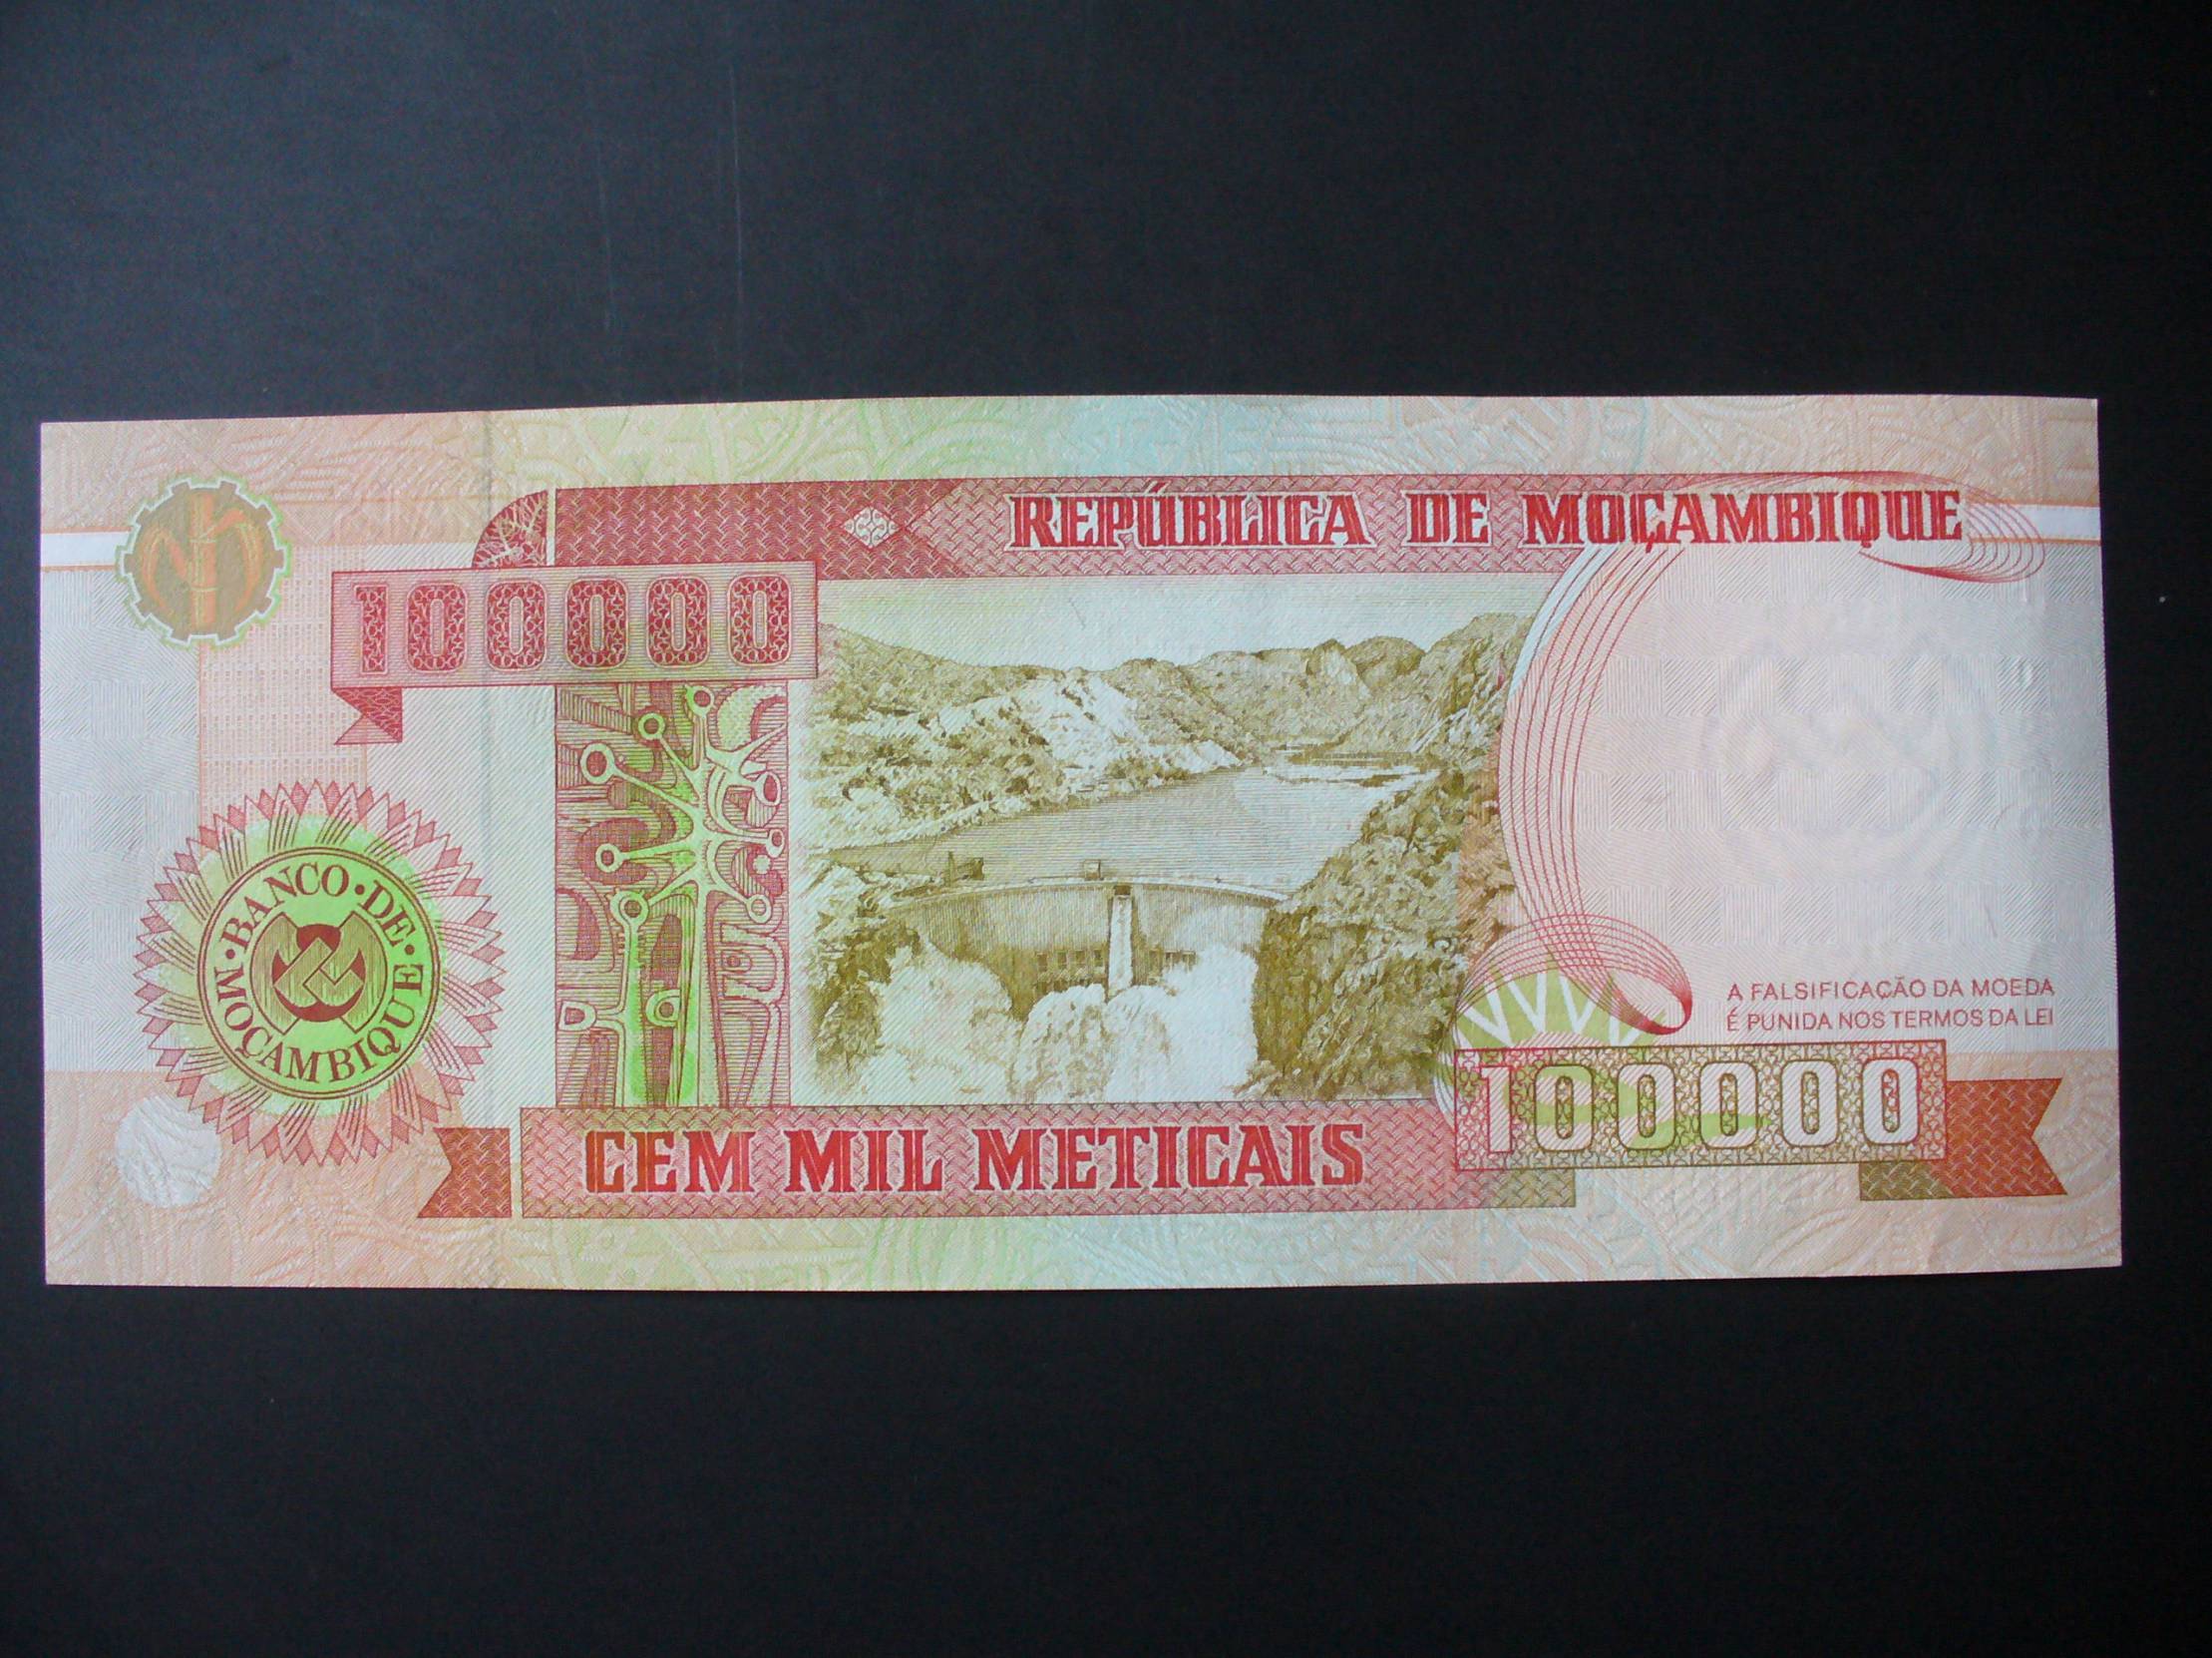 REPÚBLICA DE MOÇAMBIQUE
100000
BANCO · DE · MOÇAMBIQUE
A FALSIFICAÇÃO DA MOEDA
É PUNIDA NOS TERMOS DA LEI
100000
CEM MIL METICAIS